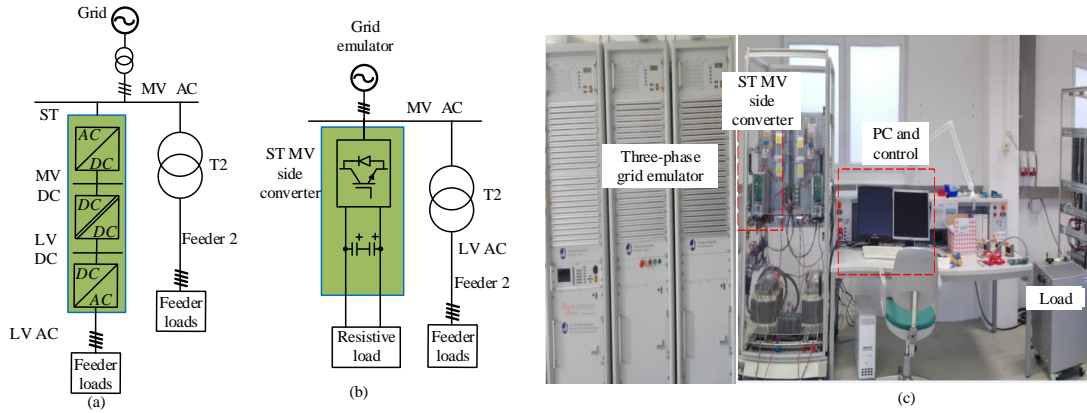 Grid
MV AC
ST
AC
DC
MV
DC
DC
DC
LV
DC
DC
AC
LV AC
Feeder
loads
T2
Feeder 2
Feeder
loads
(a)
Grid
emulator
MV AC
ST MV
side
converter
+ +
Resistive
load
T2
LV AC
Feeder 2
Feeder
loads
(b)
Three-phase
grid emulator
ST MV
side
converter
PC and
control
Load
(c)